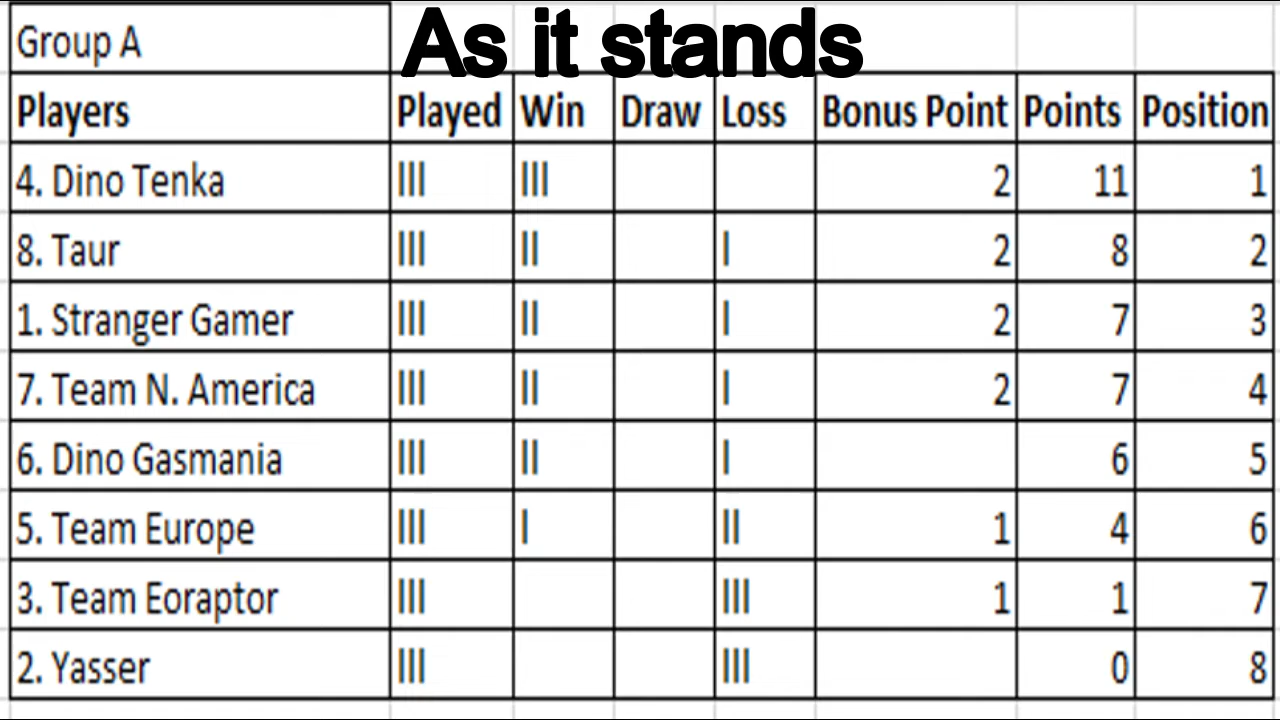 Group A As it stands
Players Played Win Draw Loss Bonus Point Points Position
4. Dino Tenka III III 2 11 1
8. Taur III II I 2 8 2
1. Stranger Gamer III II I 2 7 3
7. Team N. America III II I 2 7 4
6. Dino Gasmania III II I 6 5
5. Team Europe III I II 1 4 6
3. Team Eoraptor III III 1 1 7
2. Yasser III III 0 8